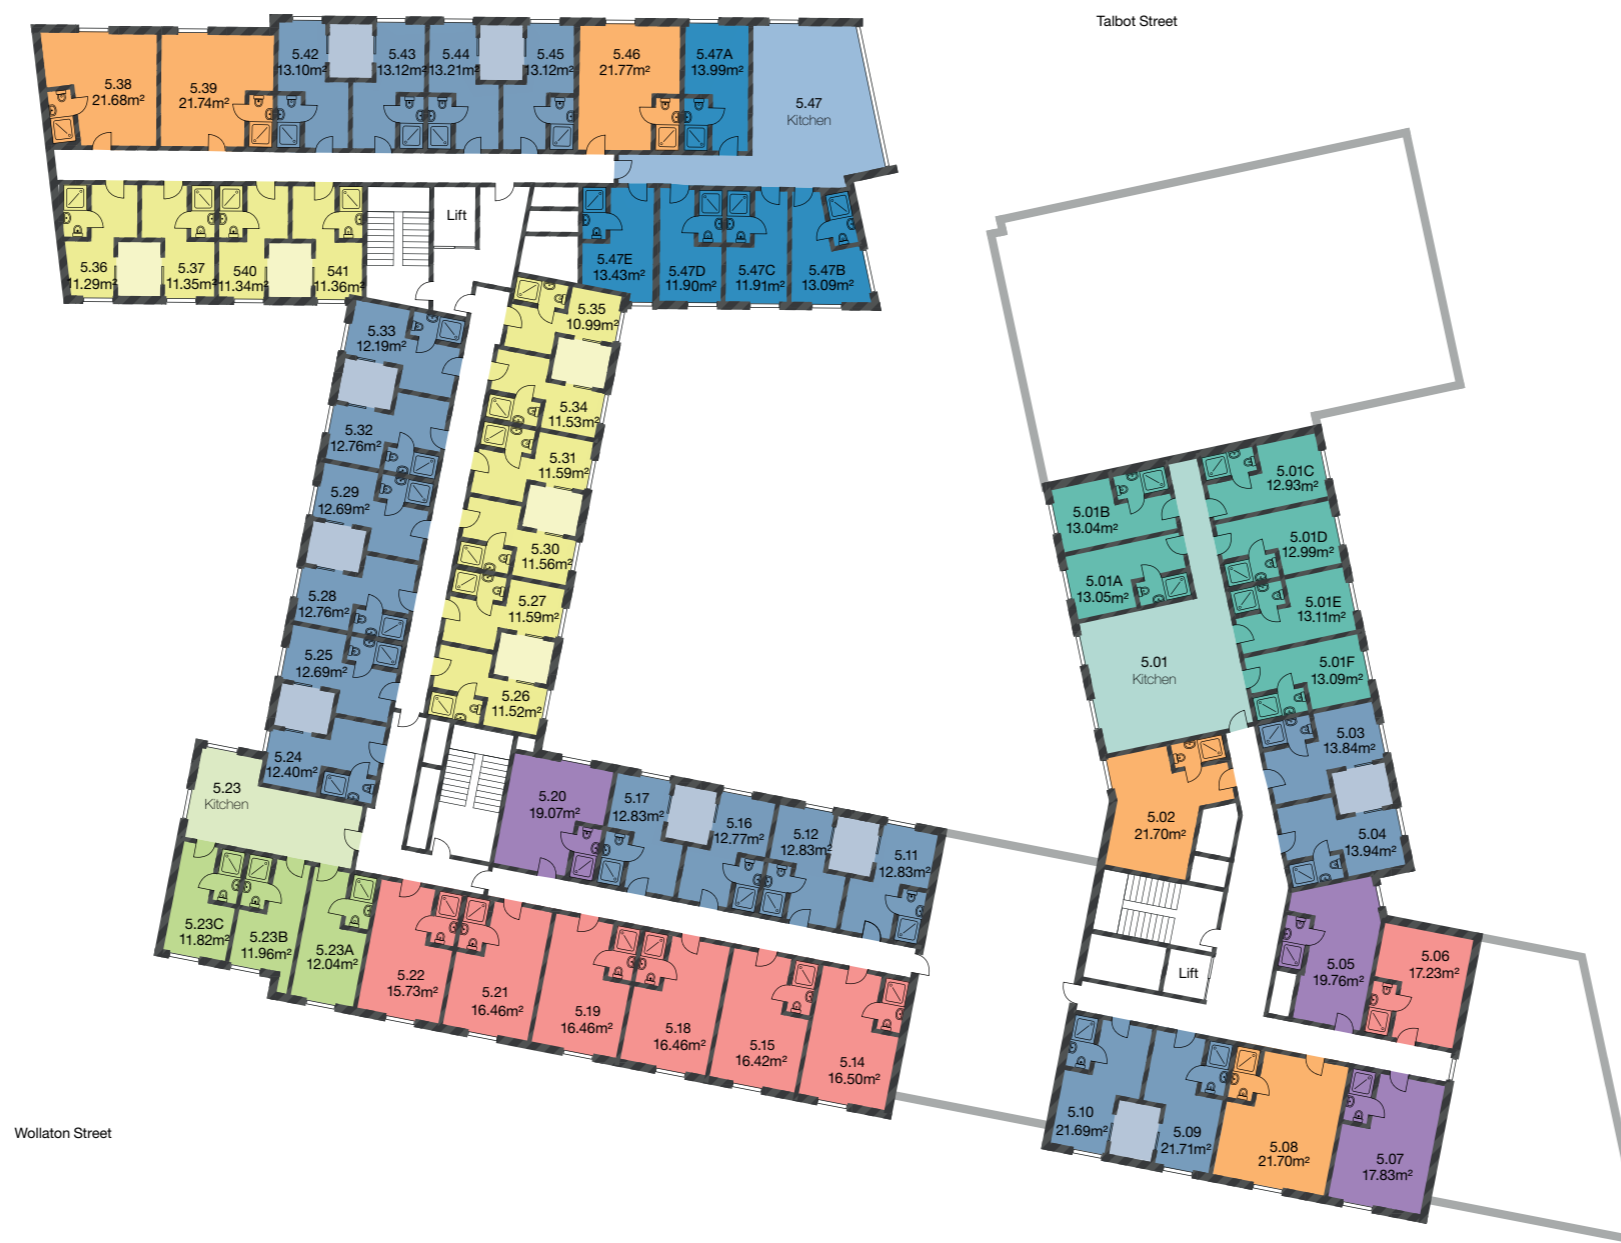 Talbot Street
5.38
21.68m²
5.39
21.74m²
5.42
13.10m²
5.43
13.12m²
5.44
13.21m²
5.45
13.12m²
5.46
21.77m²
5.47A
13.99m²
5.47
Kitchen
5.36
11.29m²
5.37
11.35m²
540
11.34m²
541
11.36m²
Lift
5.47E
13.43m²
5.47D
11.90m²
5.47C
11.91m²
5.47B
13.09m²
5.35
10.99m²
5.33
12.19m²
5.34
11.53m²
5.32
12.76m²
5.31
11.59m²
5.29
12.69m²
5.30
11.56m²
5.28
12.76m²
5.27
11.59m²
5.25
12.69m²
5.26
11.52m²
5.24
12.40m²
5.23
Kitchen
5.20
19.07m²
5.17
12.83m²
5.16
12.77m²
5.12
12.83m²
5.11
12.83m²
5.23C
11.82m²
5.23B
11.96m²
5.23A
12.04m²
5.22
15.73m²
5.21
16.46m²
5.19
16.46m²
5.18
16.46m²
5.15
16.42m²
5.14
16.50m²
5.01C
12.93m²
5.01B
13.04m²
5.01D
12.99m²
5.01A
13.05m²
5.01E
13.11m²
5.01
Kitchen
5.01F
13.09m²
5.03
13.84m²
5.02
21.70m²
5.04
13.94m²
5.05
19.76m²
5.06
17.23m²
Lift
5.10
21.69m²
5.09
21.71m²
5.08
21.70m²
5.07
17.83m²
Wollaton Street